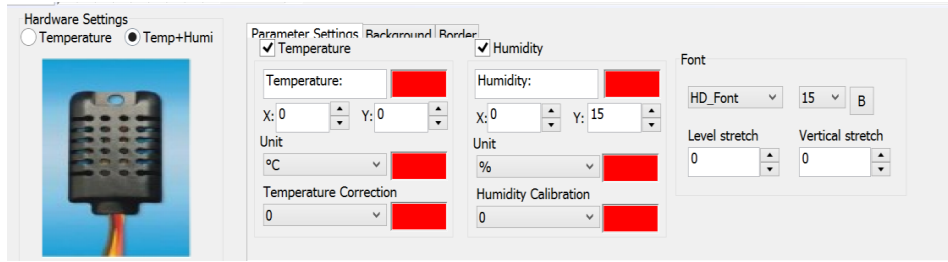 Hardware Settings
Temperature Temp+Humi
Parameter Settings Background Border
Temperature
Temperature:
X: 0 Y: 0
Unit
°C
Temperature Correction
0
Humidity
Humidity:
X: 0 Y: 15
Unit
%
Humidity Calibration
0
Font
HD_Font 15 B
Level stretch Vertical stretch
0 0